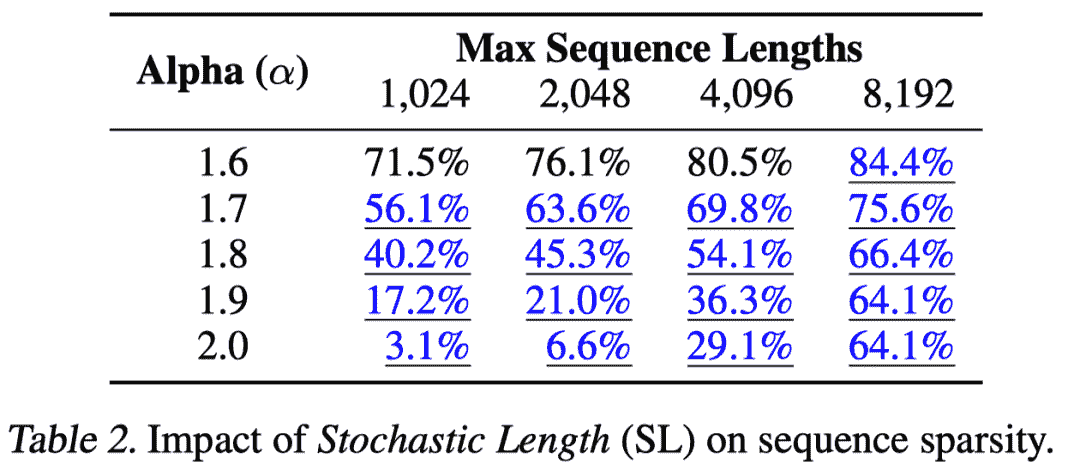 Alpha (α) Max Sequence Lengths
1,024 2,048 4,096 8,192
1.6 71.5% 76.1% 80.5% 84.4%
1.7 56.1% 63.6% 69.8% 75.6%
1.8 40.2% 45.3% 54.1% 66.4%
1.9 17.2% 21.0% 36.3% 64.1%
2.0 3.1% 6.6% 29.1% 64.1%
Table 2. Impact of Stochastic Length (SL) on sequence sparsity.